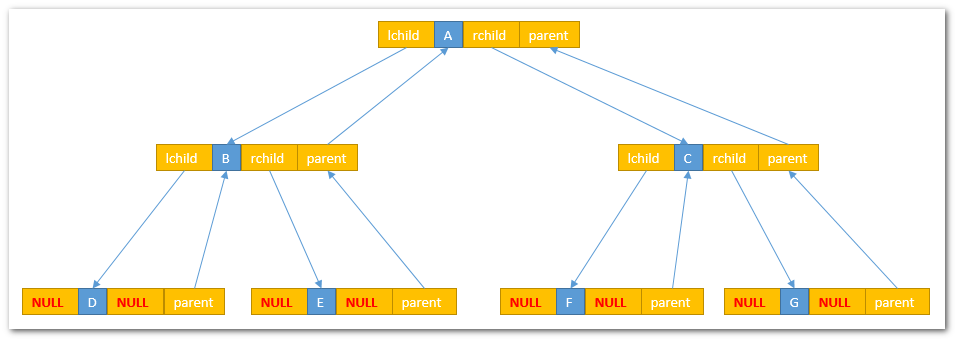 lchild A rchild parent
lchild B rchild parent lchild C rchild parent
NULL D NULL parent NULL E NULL parent NULL F NULL parent NULL G NULL parent